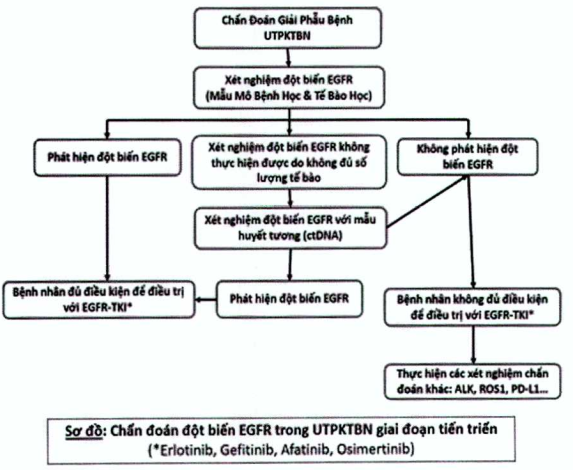 Chẩn Đoán Giải Phẫu Bệnh
UTPKTBN
Xét nghiệm đột biến EGFR
(Mẫu Mô Bệnh Học & Tế Bào Học)
Phát hiện đột biến EGFR
Xét nghiệm đột biến EGFR không
thực hiện được do không đủ số
lượng tế bào
Không phát hiện đột
biến EGFR
Xét nghiệm đột biến EGFR với mẫu
huyết tương (ctDNA)
Bệnh nhân đủ điều kiện để điều trị
với EGFR-TKI*
Phát hiện đột biến EGFR
Bệnh nhân không đủ điều kiện
để điều trị với EGFR-TKI*
Thực hiện các xét nghiệm chẩn
đoán khác: ALK, ROS1, PD-L1...
Sơ đồ: Chẩn đoán đột biến EGFR trong UTPKTBN giai đoạn tiến triển
(*Erlotinib, Gefitinib, Afatinib, Osimertinib)